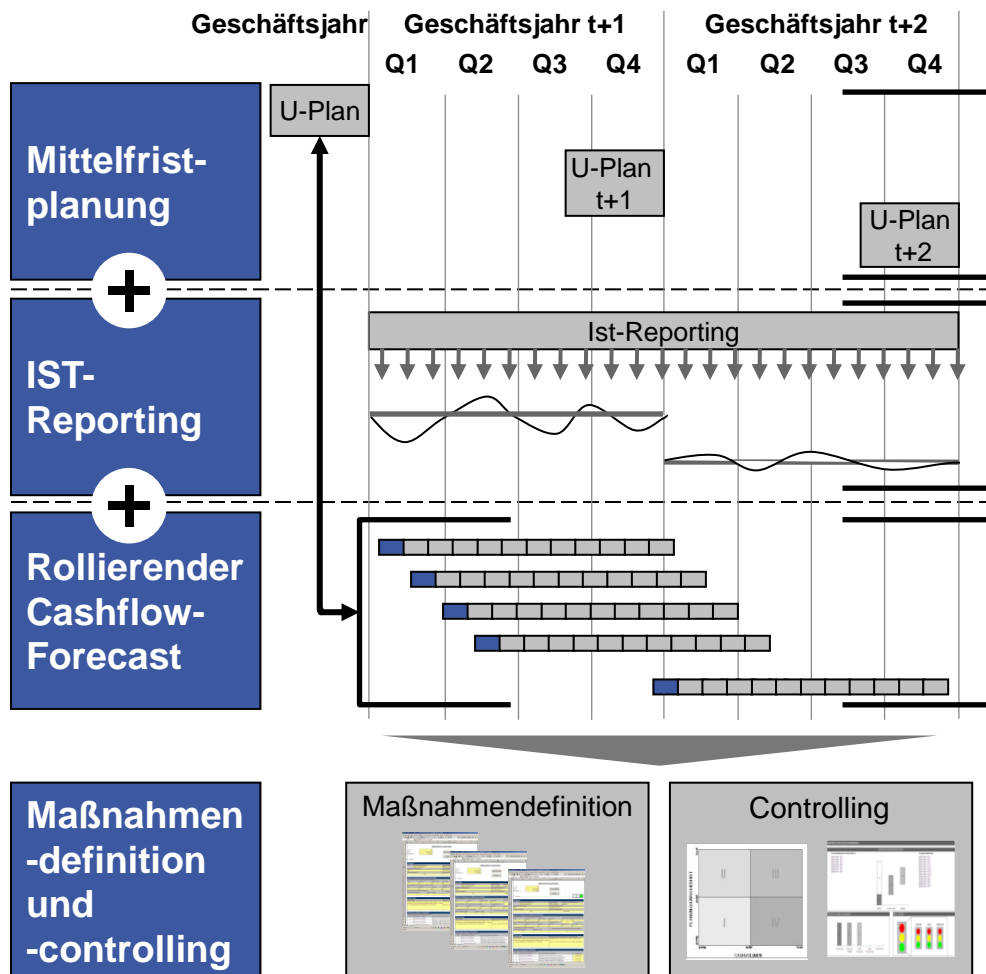 Geschäftsjahr
Geschäftsjahr t+1
Geschäftsjahr t+2
Q1 Q2 Q3 Q4 Q1 Q2 Q3 Q4
Mittelfrist-
planung
U-Plan
U-Plan
t+1
U-Plan
t+2
+
IST-
Reporting
Ist-Reporting
+
Rollierender
Cashflow-
Forecast
Maßnahmen
-definition
und
-controlling
Maßnahmendefinition
Controlling